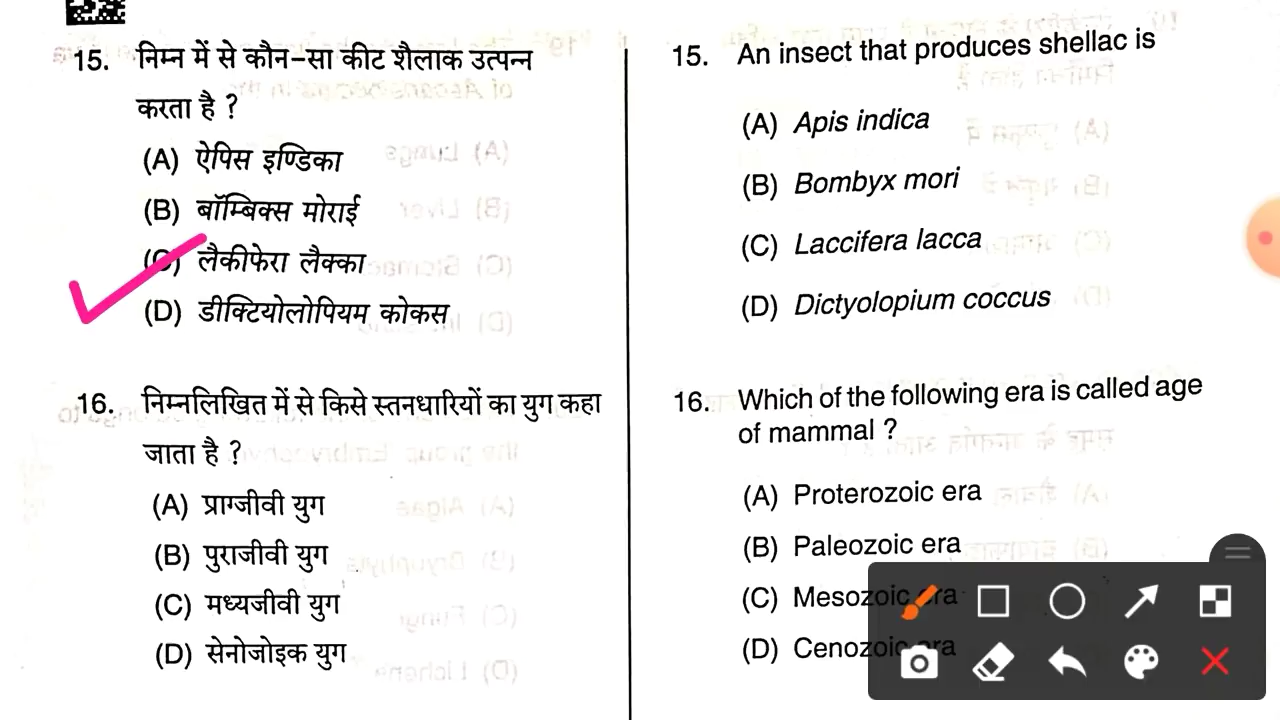 15. निम्न में से कौन-सा कीट शैलाक उत्पन्न
करता है ?
(A) ऐपिस इण्डिका
(B) बॉम्बिक्स मोराई
(C) लैकीफेरा लैक्का
(D) डीक्टियोलोपियम कोकस
16. निम्नलिखित में से किसे स्तनधारियों का युग कहा
जाता है ?
(A) प्राग्जीवी युग
(B) पुराजीवी युग
(C) मध्यजीवी युग
(D) सेनोजोइक युग
15. An insect that produces shellac is
(A) Apis indica
(B) Bombyx mori
(C) Laccifera lacca
(D) Dictyolopium coccus
16. Which of the following era is called age
of mammal ?
(A) Proterozoic era
(B) Paleozoic era
(C) Mesozoic era
(D) Cenozoic era